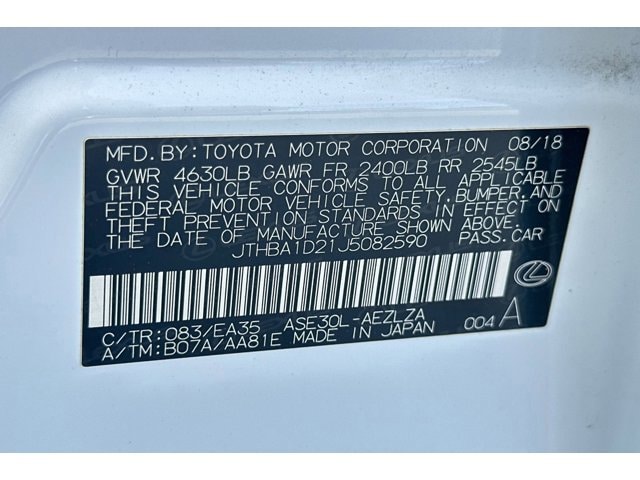 MFD. BY: TOYOTA MOTOR CORPORATION 08/18
GVWR 4630LB GAWR FR 2400LB RR 2545LB
THIS VEHICLE CONFORMS TO ALL APPLICABLE
FEDERAL MOTOR VEHICLE SAFETY, BUMPER, AND
THEFT PREVENTION STANDARDS IN EFFECT ON
THE DATE OF MANUFACTURE SHOWN ABOVE.
JTHBA1D21J5082590 PASS. CAR
C/TR: 083/EA35 ASE30L-AEZLZA
A/TM: B07A/AA81E MADE IN JAPAN 004 A